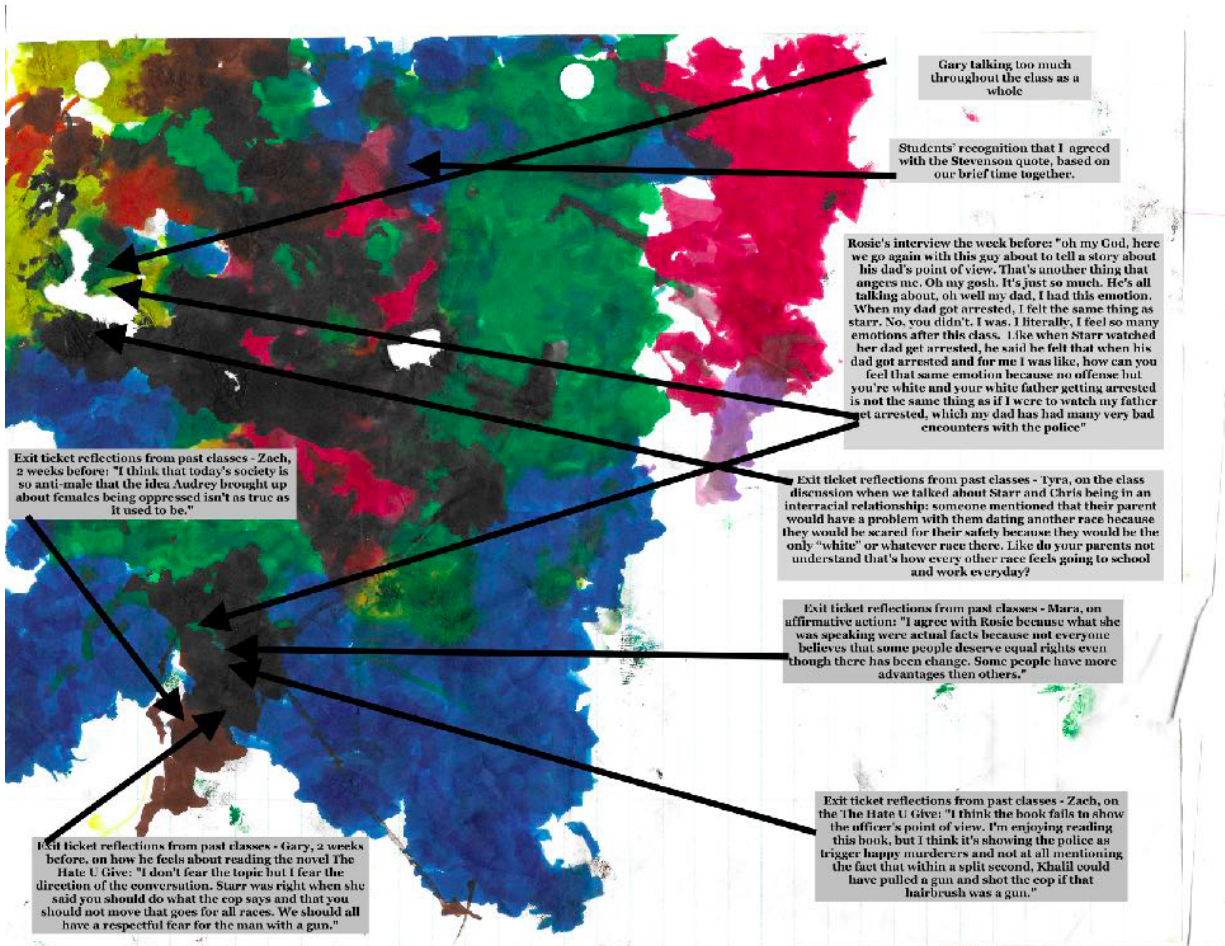 Gary talking too much
throughout the class as a
whole
Students' recognition that I agreed
with the Stevenson quote, based on
our brief time together.
Rosie's interview the week before: "oh my God, here
we go again with this guy about to tell a story about
his dad's point of view. That's another thing that
angers me. Oh my gosh. It's just so much. He's all
talking about, oh well my dad, I had this emotion.
When my dad got arrested, I felt the same thing as
starr. No, you didn't. I was. I literally, I feel so many
emotions after this class. Like when Starr watched
her dad get arrested, he said he felt that when his
dad got arrested and for me I was like, how can you
feel that same emotion because no offense but
you're white and your white father getting arrested
is not the same thing as if I were to watch my father
get arrested, which my dad has had many very bad
encounters with the police"
Exit ticket reflections from past classes - Zach,
2 weeks before: "I think that today's society is
so anti-male that the idea Audrey brought up
about females being oppressed isn't as true as
it used to be."
Exit ticket reflections from past classes - Tyra, on the class
discussion when we talked about Starr and Chris being in an
interracial relationship: someone mentioned that their parent
would have a problem with them dating another race because
they would be scared for their safety because they would be the
only "white" or whatever race there. Like do your parents not
understand that's how every other race feels going to school
and work everyday?
Exit ticket reflections from past classes - Mara, on
affirmative action: "I agree with Rosie because what she
was speaking were actual facts because not everyone
believes that some people deserve equal rights even
though there has been change. Some people have more
advantages then others."
Exit ticket reflections from past classes - Zach, on
the The Hate U Give: "I think the book fails to show
the officer's point of view. I'm enjoying reading
this book, but I think it's showing the police as
trigger happy murderers and not at all mentioning
the fact that within a split second, Khalil could
have pulled a gun and shot the cop if that
hairbrush was a gun."
Exit ticket reflections from past classes - Gary, 2 weeks
before, on how he feels about reading the novel The
Hate U Give: "I don't fear the topic but I fear the
direction of the conversation. Starr was right when she
said you should do what the cop says and that you
should not move that goes for all races. We should all
have a respectful fear for the man with a gun."